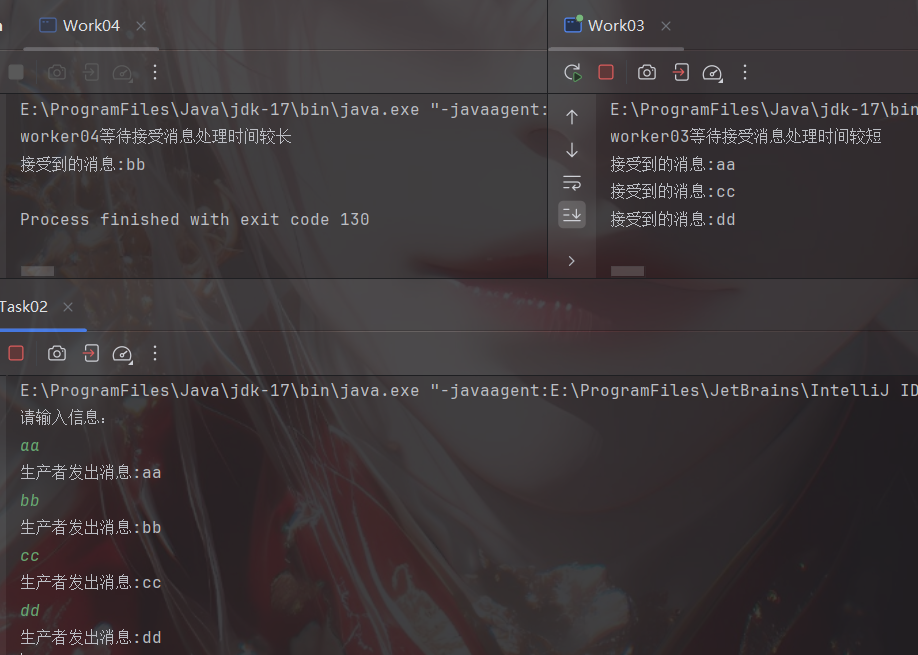 Work04
E:\ProgramFiles\Java\jdk-17\bin\java.exe "-javaagent:
worker04等待接受消息处理时间较长
接受到的消息:bb
Process finished with exit code 130
Work03
E:\ProgramFiles\Java\jdk-17\bin
worker03等待接受消息处理时间较短
接受到的消息:aa
接受到的消息:cc
接受到的消息:dd
Task02
E:\ProgramFiles\Java\jdk-17\bin\java.exe "-javaagent:E:\ProgramFiles\JetBrains\IntelliJ ID
请输入信息：
aa
生产者发出消息:aa
bb
生产者发出消息:bb
cc
生产者发出消息:cc
dd
生产者发出消息:dd